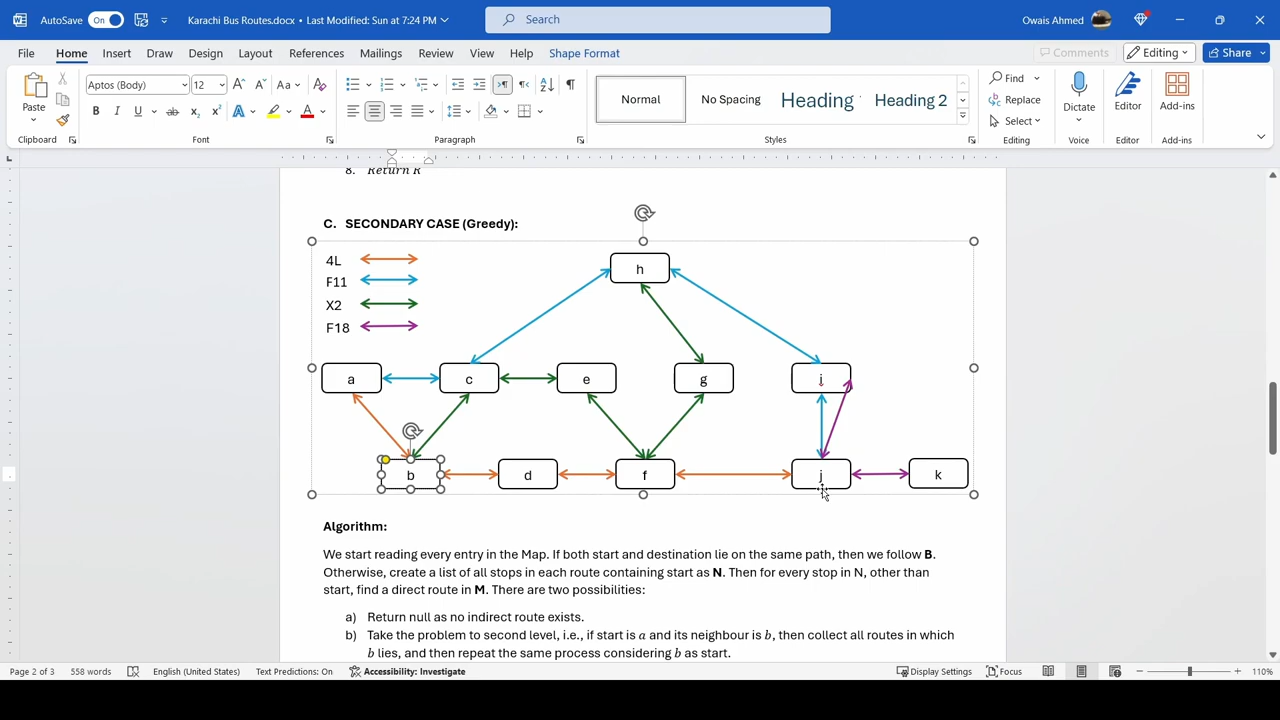 AutoSave On Karachi Bus Routes.docx • Last Modified: Sun at 7:24 PM Search Owais Ahmed
File Home Insert Draw Design Layout References Mailings Review View Help Shape Format Comments Editing Share
Paste Aptos (Body) 12 Normal No Spacing Heading Heading 2 Find Replace Select Dictate Editor Add-ins
Clipboard Font Paragraph Styles Editing Voice Editor Add-ins
8. Return R
C. SECONDARY CASE (Greedy):
4L
F11
X2
F18
h
a c e g i
b d f j k
Algorithm:
We start reading every entry in the Map. If both start and destination lie on the same path, then we follow B.
Otherwise, create a list of all stops in each route containing start as N. Then for every stop in N, other than
start, find a direct route in M. There are two possibilities:
a) Return null as no indirect route exists.
b) Take the problem to second level, i.e., if start is a and its neighbour is b, then collect all routes in which
b lies, and then repeat the same process considering b as start.
Page 2 of 3 558 words English (United States) Text Predictions: On Accessibility: Investigate Display Settings Focus 110%